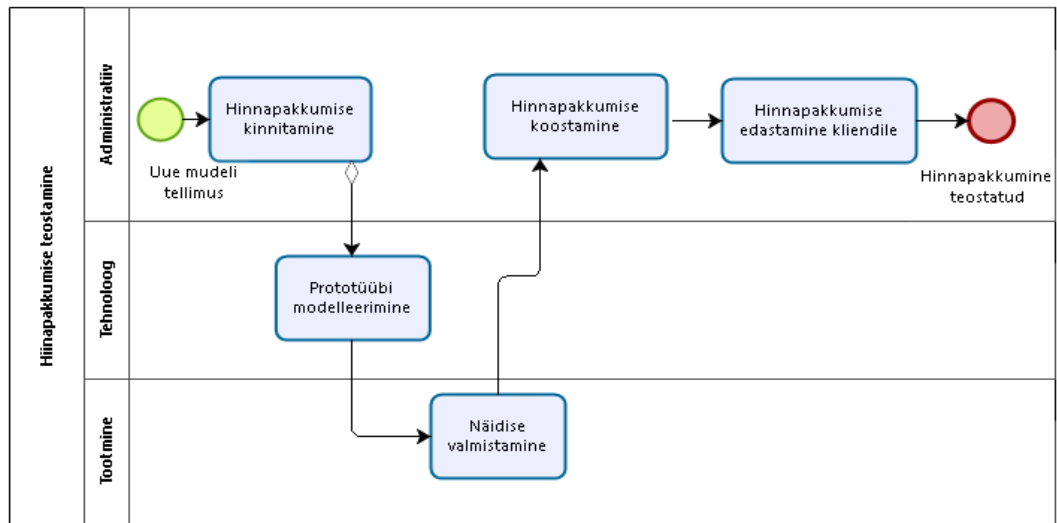 Hiinapakkumise teostamine
Administratiiv
Uue mudeli
tellimus
Hinnapakkumise
kinnitamine
Hinnapakkumise
koostamine
Hinnapakkumise
edastamine kliendile
Hinnapakkumine
teostatud
Tehnoloog
Prototüübi
modelleerimine
Tootmine
Näidise
valmistamine